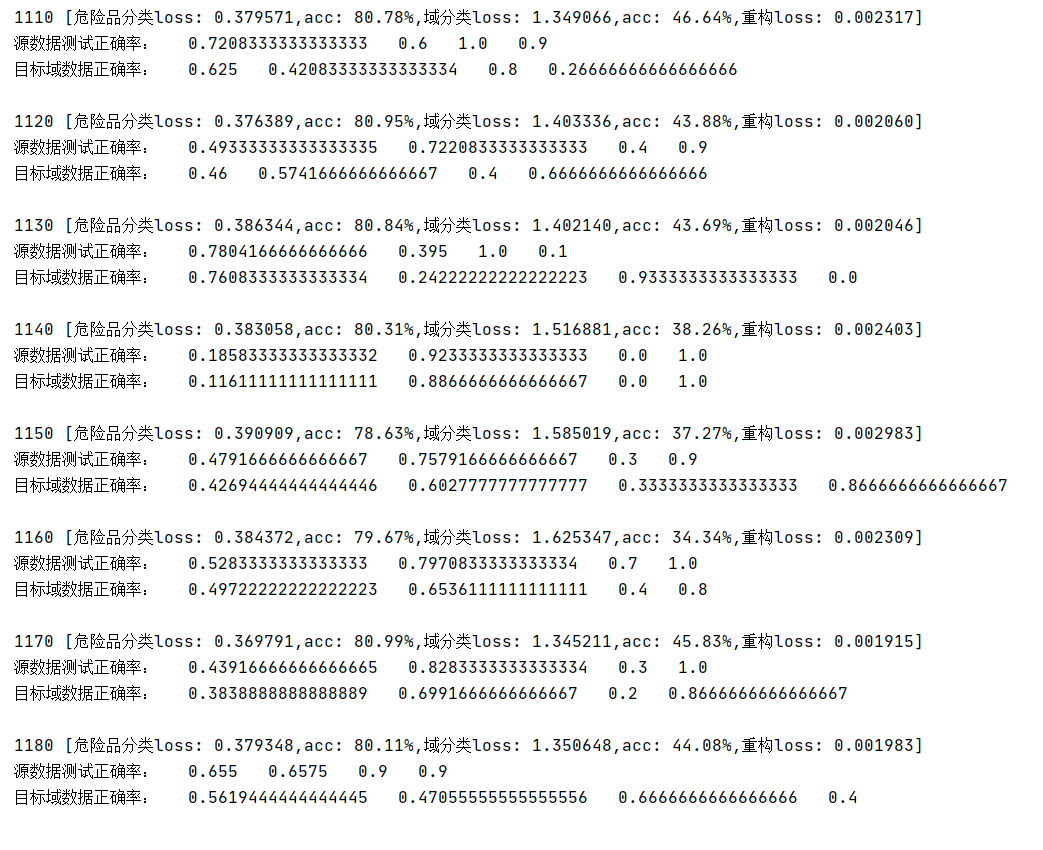 1110 [危险品分类loss: 0.379571,acc: 80.78%,域分类loss: 1.349066,acc: 46.64%,重构loss: 0.002317]
源数据测试正确率:    0.7208333333333333   0.6   1.0   0.9
目标域数据正确率:    0.625   0.42083333333333334   0.8   0.26666666666666666
1120 [危险品分类loss: 0.376389,acc: 80.95%,域分类loss: 1.403336,acc: 43.88%,重构loss: 0.002060]
源数据测试正确率:    0.49333333333333335   0.7220833333333333   0.4   0.9
目标域数据正确率:    0.46   0.5741666666666667   0.4   0.6666666666666666
1130 [危险品分类loss: 0.386344,acc: 80.84%,域分类loss: 1.402140,acc: 43.69%,重构loss: 0.002046]
源数据测试正确率:    0.7804166666666666   0.395   1.0   0.1
目标域数据正确率:    0.7608333333333334   0.24222222222222223   0.9333333333333333   0.0
1140 [危险品分类loss: 0.383058,acc: 80.31%,域分类loss: 1.516881,acc: 38.26%,重构loss: 0.002403]
源数据测试正确率:    0.18583333333333332   0.9233333333333333   0.0   1.0
目标域数据正确率:    0.11611111111111111   0.8866666666666667   0.0   1.0
1150 [危险品分类loss: 0.390909,acc: 78.63%,域分类loss: 1.585019,acc: 37.27%,重构loss: 0.002983]
源数据测试正确率:    0.4791666666666667   0.7579166666666667   0.3   0.9
目标域数据正确率:    0.42694444444444446   0.6027777777777777   0.3333333333333333   0.8666666666666667
1160 [危险品分类loss: 0.384372,acc: 79.67%,域分类loss: 1.625347,acc: 34.34%,重构loss: 0.002309]
源数据测试正确率:    0.5283333333333333   0.7970833333333334   0.7   1.0
目标域数据正确率:    0.49722222222222223   0.6536111111111111   0.4   0.8
1170 [危险品分类loss: 0.369791,acc: 80.99%,域分类loss: 1.345211,acc: 45.83%,重构loss: 0.001915]
源数据测试正确率:    0.43916666666666665   0.8283333333333334   0.3   1.0
目标域数据正确率:    0.3838888888888889   0.6991666666666667   0.2   0.8666666666666667
1180 [危险品分类loss: 0.379348,acc: 80.11%,域分类loss: 1.350648,acc: 44.08%,重构loss: 0.001983]
源数据测试正确率:    0.655   0.6575   0.9   0.9
目标域数据正确率:    0.5619444444444445   0.47055555555555556   0.6666666666666666   0.4